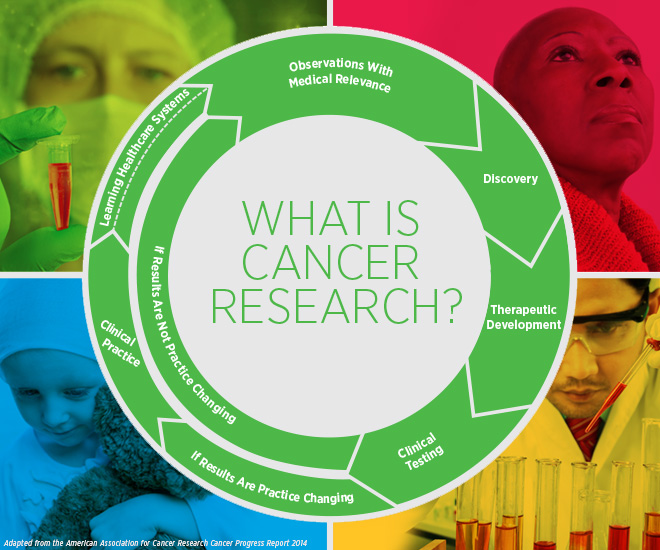 Observations With
Medical Relevance
Discovery
Therapeutic
Development
Clinical
Testing
If Results Are Practice Changing
If Results Are Not Practice Changing
Clinical
Practice
Learning Healthcare Systems
WHAT IS
CANCER
RESEARCH?
Adapted from the American Association for Cancer Research Cancer Progress Report 2014